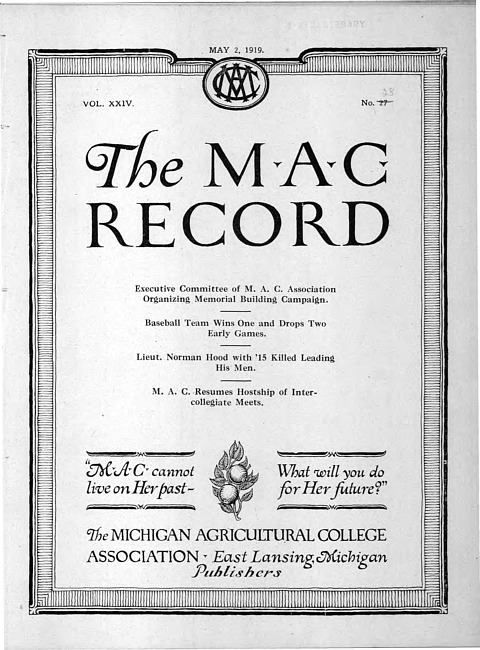 MAY 2, 1919.
MAC
VOL. XXIV.
No. 27
28
The M·A·C·
RECORD
Executive Committee of M. A. C. Association
Organizing Memorial Building Campaign.
Baseball Team Wins One and Drops Two
Early Games.
Lieut. Norman Hood with '15 Killed Leading
His Men.
M. A. C. Resumes Hostship of Inter-
collegiate Meets.
"M·A·C· cannot
live on Her past—
What will you do
for Her future?"
The MICHIGAN AGRICULTURAL COLLEGE
ASSOCIATION · East Lansing, Michigan
Publishers